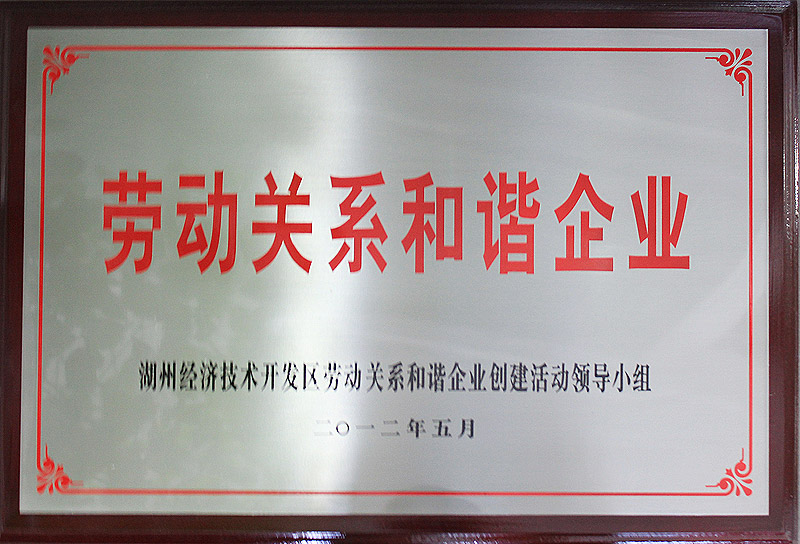 劳动关系和谐企业
湖州经济技术开发区劳动关系和谐企业创建活动领导小组
二〇一二年五月